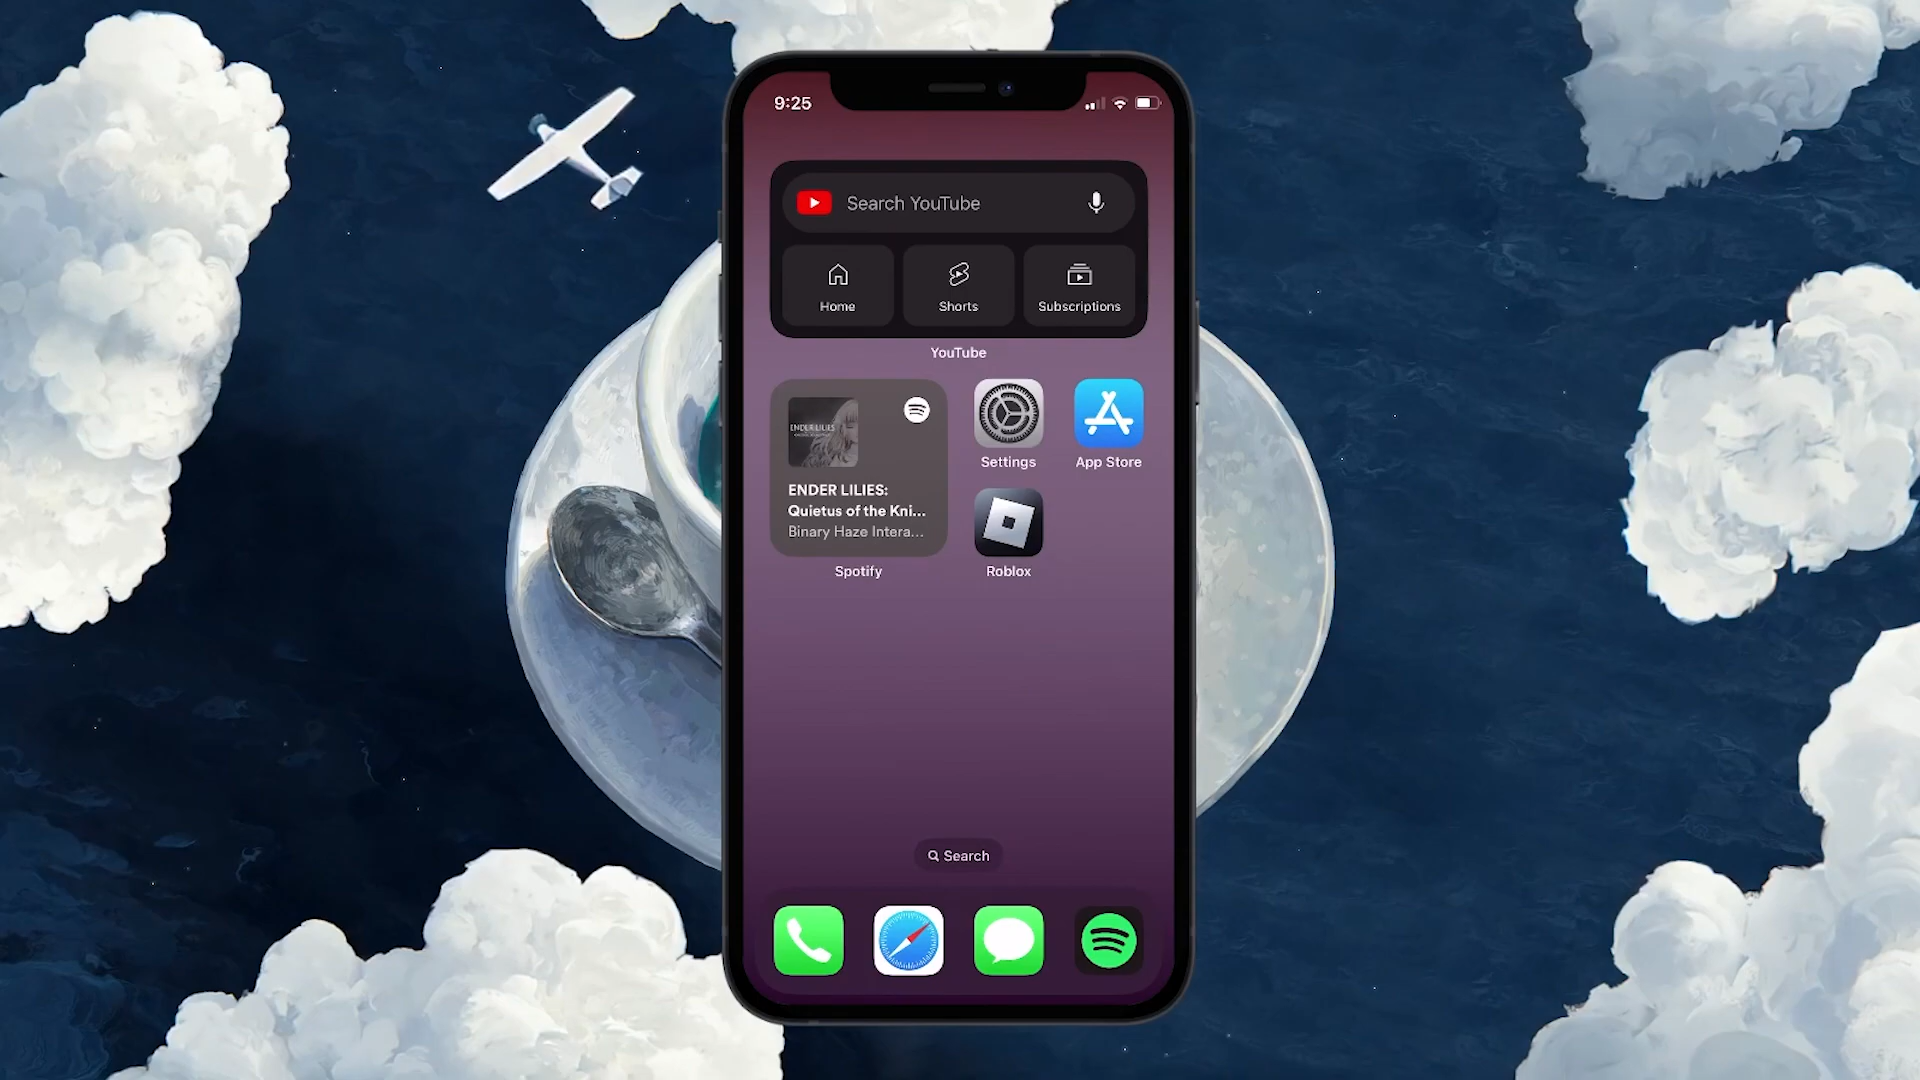 9:25
Search YouTube
Home
Shorts
Subscriptions
YouTube
ENDER LILIES
ENDER LILIES:
Quietus of the Kni...
Binary Haze Intera...
Spotify
Settings
App Store
Roblox
Search